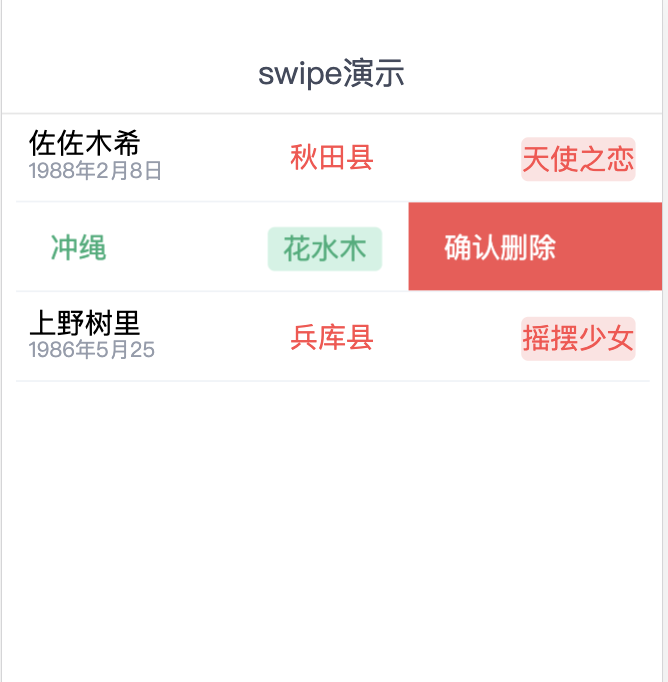 swipe演示
佐佐木希
1988年2月8日
秋田县
天使之恋
冲绳
花水木
确认删除
上野树里
1986年5月25
兵库县
摇摆少女